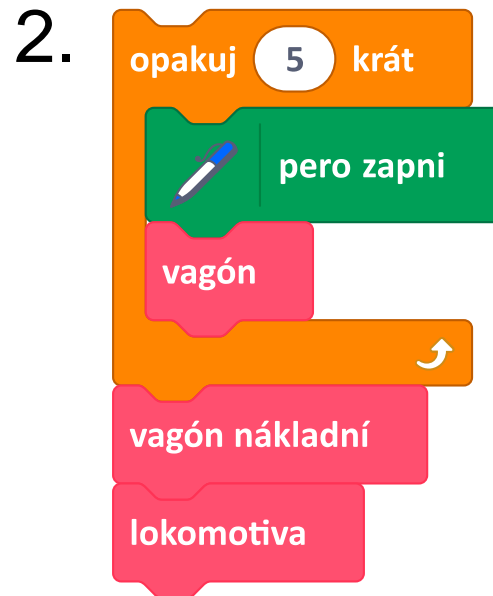 2.
opakuj 5 krát
pero zapni
vagón
vagón nákladní
lokomotiva